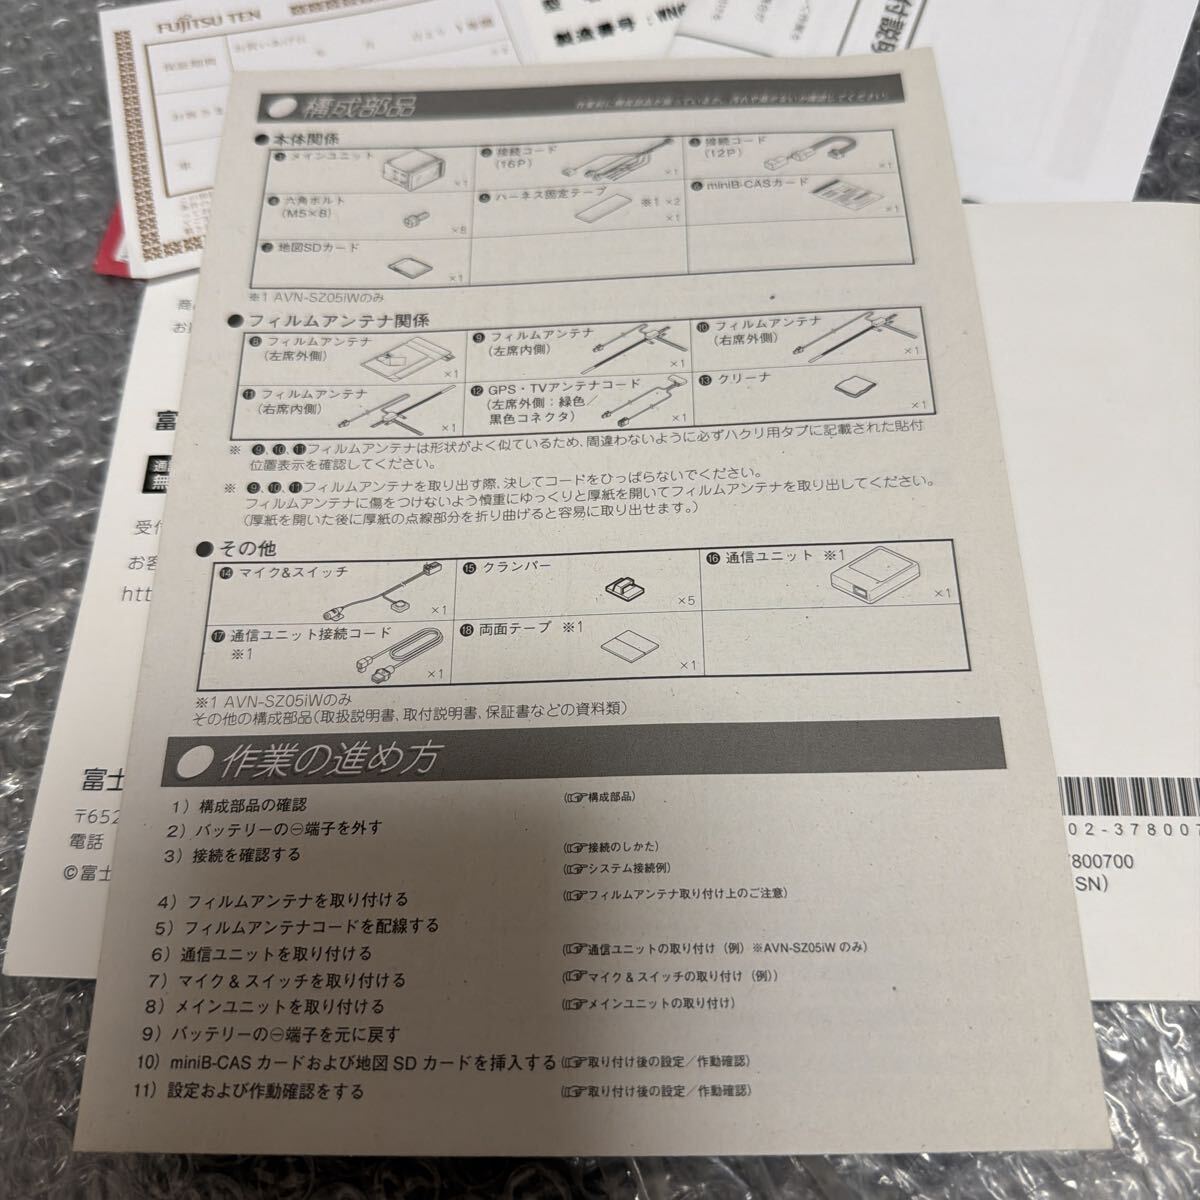 FUJITSU TEN
保証期間
製造番号：
構成部品
本体関係
❶ メインユニット
×1
❷ 接続コード
(16P)
×1
❸ 接続コード
(12P)
×1
❹ 六角ボルト
(M5×8)
×8
❺ ハーネス固定テープ
※1 ×2
×1
❻ miniB-CASカード
×1
❼ 地図SDカード
×1
※1 AVN-SZ05iWのみ
● フィルムアンテナ関係
❽ フィルムアンテナ
(左席外側)
×1
❾ フィルムアンテナ
(左席内側)
×1
❿ フィルムアンテナ
(右席外側)
×1
⓫ フィルムアンテナ
(右席内側)
×1
⓬ GPS・TVアンテナコード
(左席外側：緑色／
黒色コネクタ)
×1
⓭ クリーナ
×1
※ ❾、❿、⓫フィルムアンテナは形状がよく似ているため、間違わないように必ずハクリ用タブに記載された貼付
位置表示を確認してください。
※ ❾、❿、⓫フィルムアンテナを取り出す際、決してコードをひっぱらないでください。
フィルムアンテナに傷をつけないよう慎重にゆっくりと厚紙を開いてフィルムアンテナを取り出してください。
(厚紙を開いた後に厚紙の点線部分を折り曲げると容易に取り出せます。)
● その他
⓮ マイク&スイッチ
×1
⓯ クランパー
×5
⓰ 通信ユニット ※1
×1
⓱ 通信ユニット接続コード
※1
×1
⓲ 両面テープ ※1
×1
※1 AVN-SZ05iWのみ
その他の構成部品(取扱説明書、取付説明書、保証書などの資料類)
作業の進め方
1）構成部品の確認 (☞構成部品)
2）バッテリーの⊖端子を外す
3）接続を確認する (☞接続のしかた)
(☞システム接続例)
4）フィルムアンテナを取り付ける (☞フィルムアンテナ取り付け上のご注意)
5）フィルムアンテナコードを配線する
6）通信ユニットを取り付ける (☞通信ユニットの取り付け（例）※AVN-SZ05iW のみ)
7）マイク＆スイッチを取り付ける (☞マイク＆スイッチの取り付け（例）)
8）メインユニットを取り付ける (☞メインユニットの取り付け)
9）バッテリーの⊖端子を元に戻す
10）miniB-CAS カードおよび地図 SD カードを挿入する (☞取り付け後の設定／作動確認)
11）設定および作動確認をする (☞取り付け後の設定／作動確認)
受付
お客
htt
富士
〒652
電話
©富士
02-378007
7800700
SN)